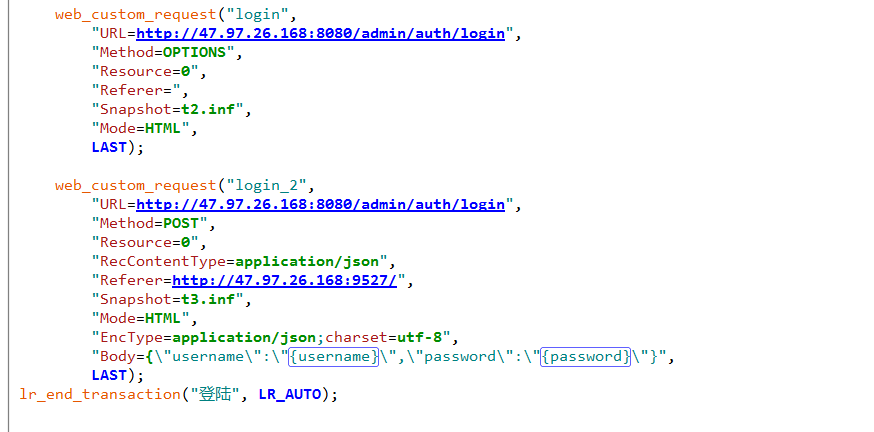 web_custom_request("login",
"URL=http://47.97.26.168:8080/admin/auth/login",
"Method=OPTIONS",
"Resource=0",
"Referer=",
"Snapshot=t2.inf",
"Mode=HTML",
LAST);
web_custom_request("login_2",
"URL=http://47.97.26.168:8080/admin/auth/login",
"Method=POST",
"Resource=0",
"RecContentType=application/json",
"Referer=http://47.97.26.168:9527/",
"Snapshot=t3.inf",
"Mode=HTML",
"EncType=application/json;charset=utf-8",
"Body={\"username\":\"{username}\",\"password\":\"{password}\"}",
LAST);
lr_end_transaction("登陆", LR_AUTO);